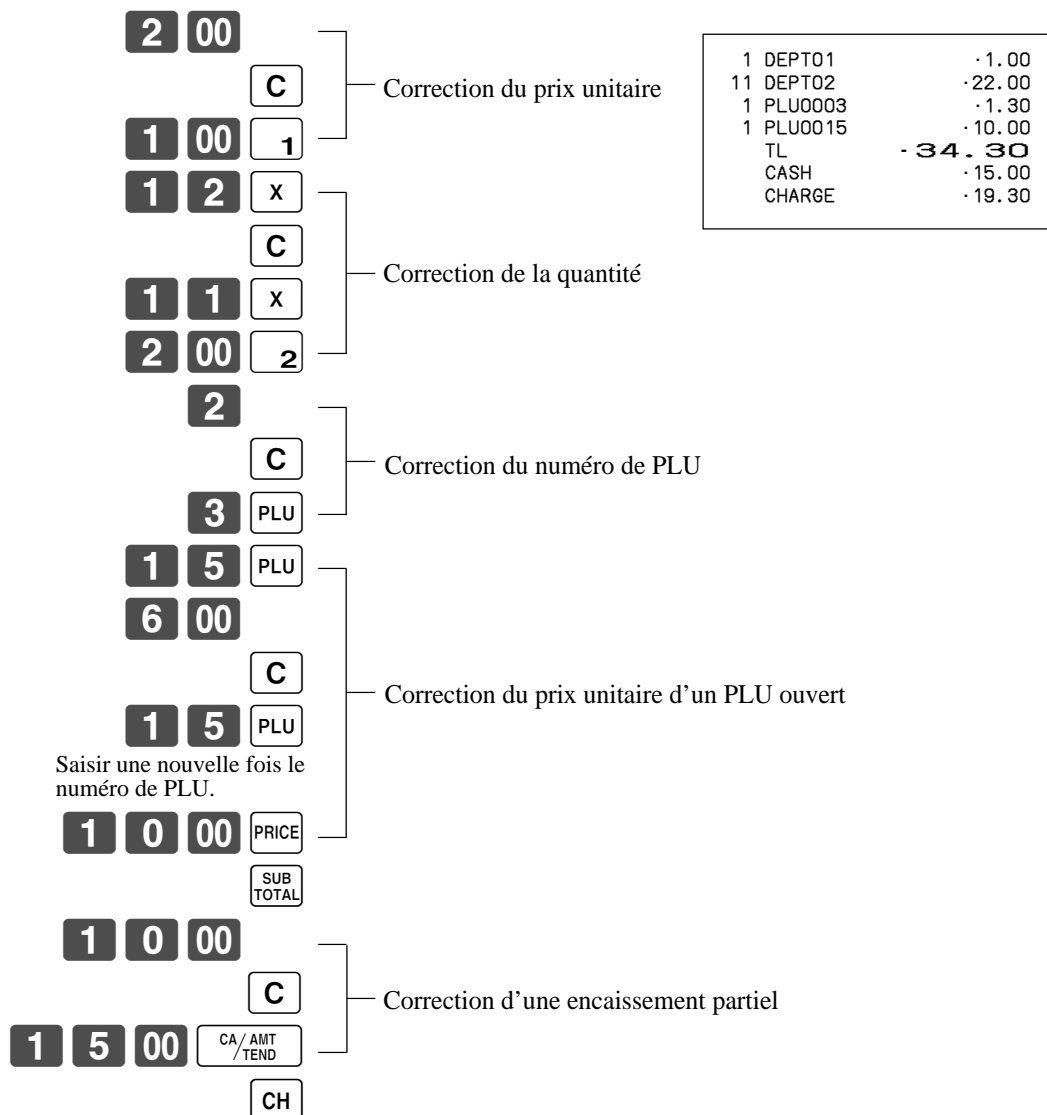 2 00
C
Correction du prix unitaire
1 00 1
1 2 X
C
Correction de la quantité
1 1 X
2 00 2
2
C
Correction du numéro de PLU
3 PLU
1 5 PLU
6 00
C
Correction du prix unitaire d’un PLU ouvert
1 5 PLU
Saisir une nouvelle fois le
numéro de PLU.
1 0 00 PRICE
SUB
TOTAL
1 0 00
C
Correction d’une encaissement partiel
1 5 00 CA/AMT
/TEND
CH
1 DEPT01 ·1.00
11 DEPT02 ·22.00
1 PLU0003 ·1.30
1 PLU0015 ·10.00
TL ·34.30
CASH ·15.00
CHARGE ·19.30